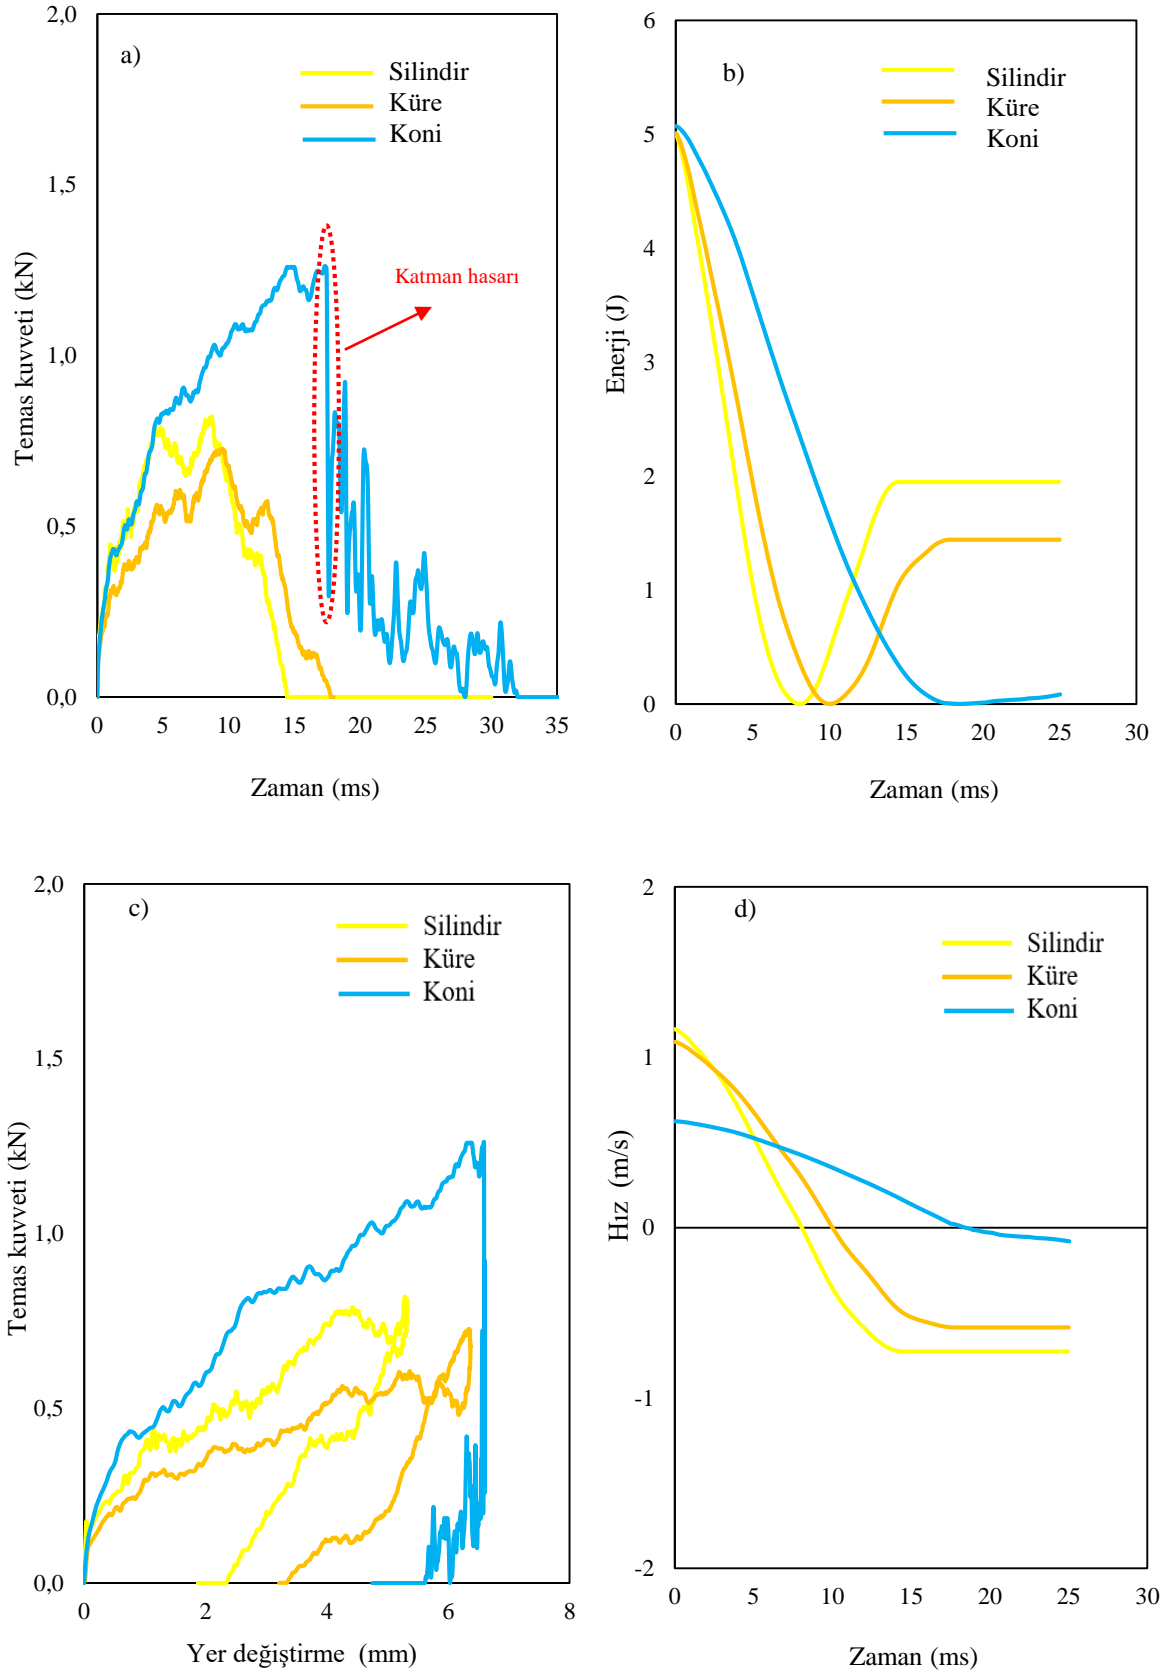 a)
Silindir
Küre
Koni
Katman hasarı
Temas kuvveti (kN)
2,0
1,5
1,0
0,5
0,0
0 5 10 15 20 25 30 35
Zaman (ms)
b)
Silindir
Küre
Koni
Enerji (J)
6
5
4
3
2
1
0
0 5 10 15 20 25 30
Zaman (ms)
c)
Silindir
Küre
Koni
Temas kuvveti (kN)
2,0
1,5
1,0
0,5
0,0
0 2 4 6 8
Yer değiştirme (mm)
d)
Silindir
Küre
Koni
Hız (m/s)
2
1
0
-1
-2
0 5 10 15 20 25 30
Zaman (ms)